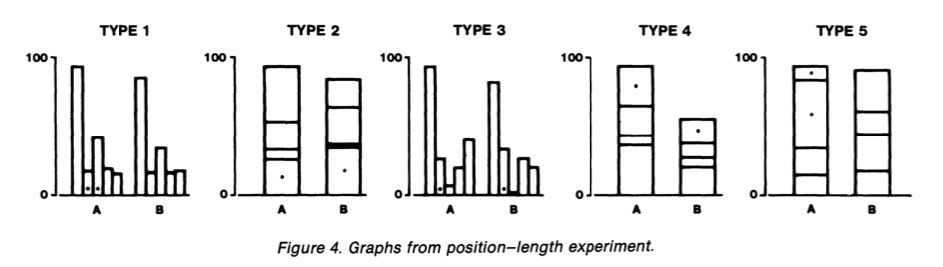 TYPE 1 TYPE 2 TYPE 3 TYPE 4 TYPE 5
100 100 100 100 100
0 0 0 0 0
A B A B A B A B A B
Figure 4. Graphs from position–length experiment.